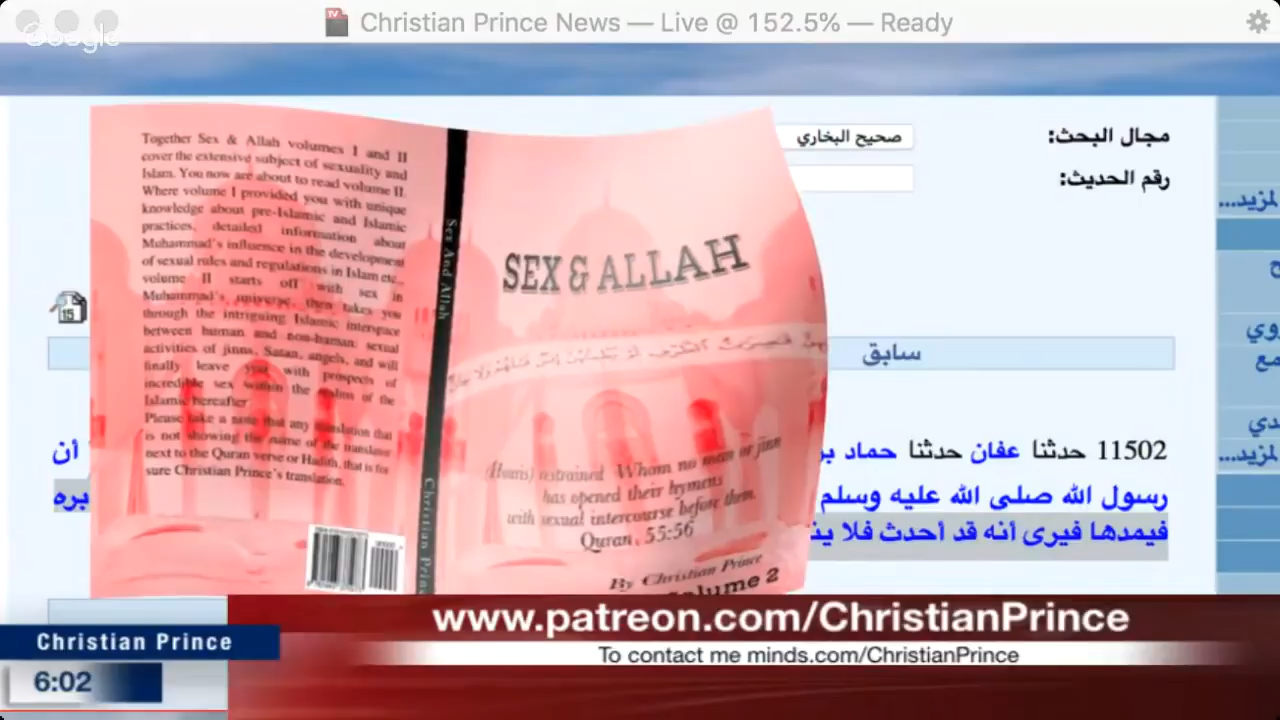 Christian Prince News — Live @ 152.5% — Ready
Google
مجال البحث:
صحيح البخاري
رقم الحديث:
لمزيد...
سابق
11502 حدثنا عفان حدثنا حماد
أن
رسول الله صلى الله عليه وسلم
فيمدها فيرى أنه قد أحدث فلا
لمزيد...
Together Sex & Allah volumes I and II
cover the extensive subject of sexuality and
Islam. You now are about to read volume II.
Where volume I provided you with unique
knowledge about pre-Islamic and Islamic
practices, detailed information about
Muhammad's influence in the development
of sexual rules and regulations in Islam etc.,
volume II starts off with sex in
Muhammad's universe, then takes you
through the intriguing Islamic interspace
between human and non-human: sexual
activities of jinns, Satan, angels, and will
finally leave you with prospects of
incredible sex within the realms of the
Islamic hereafter
Please take a note that any translation that
is not showing the name of the translator
next to the Quran verse or Hadith, that is for
sure Christian Prince's translation.
Sex And Allah
SEX & ALLAH
(Houris) restrained Whom no men or jinn
has opened their hymens
with sexual intercourse before them.
Quran, 55:56
By Christian Prince
Volume 2
www.patreon.com/ChristianPrince
To contact me minds.com/ChristianPrince
Christian Prince
6:02